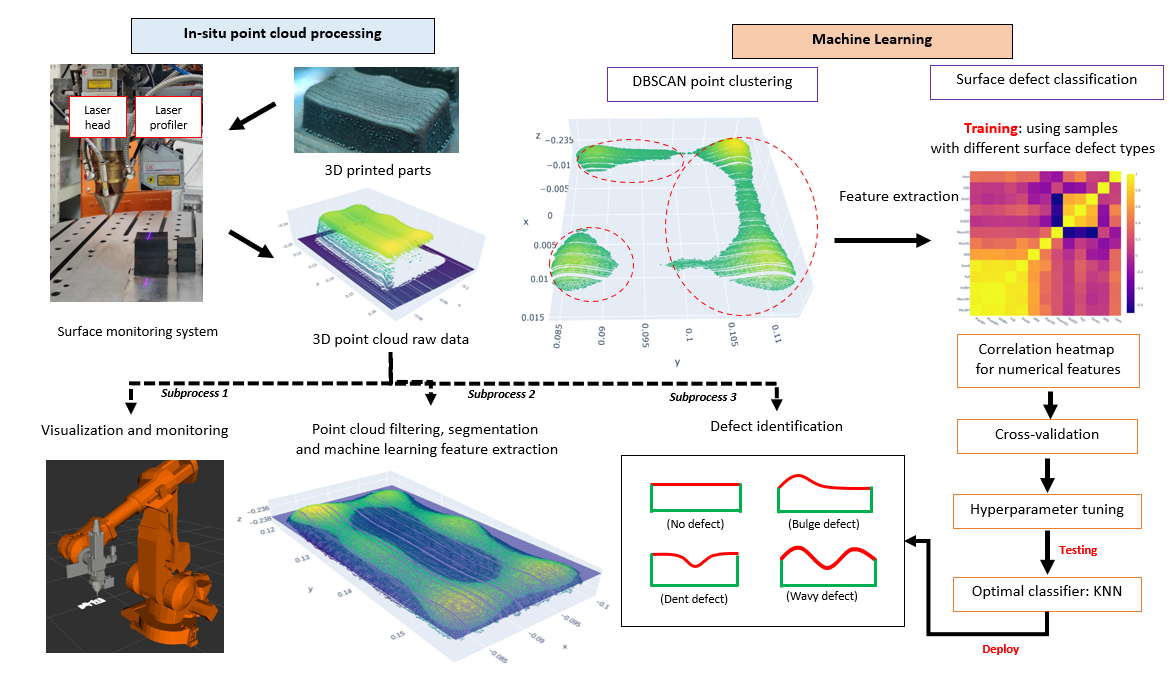 In-situ point cloud processing
Machine Learning
Laser
head
Laser
profiler
3D printed parts
Surface monitoring system
3D point cloud raw data
DBSCAN point clustering
z
-0.235
-0.01
-0.005
x
0
0.005
0.01
0.015
0.085
0.09
0.095
0.1
0.105
0.11
y
Feature extraction
Surface defect classification
Training: using samples
with different surface defect types
Correlation heatmap
for numerical features
Cross-validation
Hyperparameter tuning
Testing
Optimal classifier: KNN
Deploy
Subprocess 1
Subprocess 2
Subprocess 3
Visualization and monitoring
Point cloud filtering, segmentation
and machine learning feature extraction
Defect identification
z
-0.236
-0.238
0.12
0.13
y
0.14
0.15
-0.1
-0.095
x
-0.09
-0.085
(No defect)
(Bulge defect)
(Dent defect)
(Wavy defect)